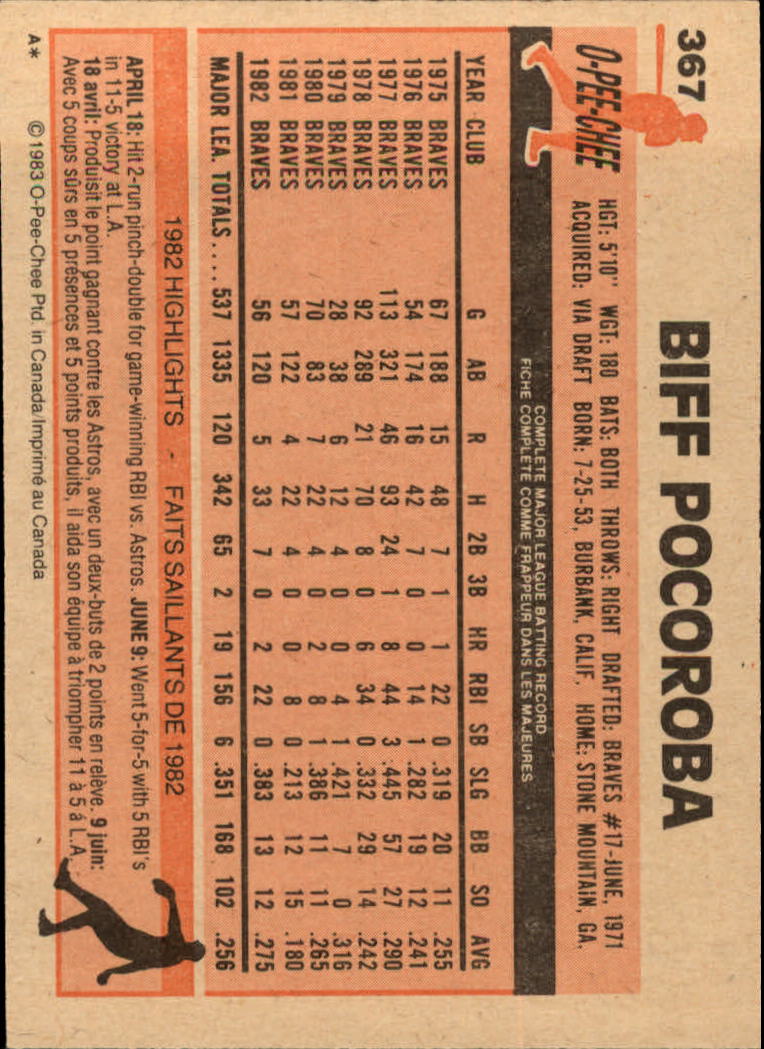 367
BIFF POCOROBA
O-PEE-CHEE
HGT: 5'10" WGT: 180 BATS: BOTH THROWS: RIGHT DRAFTED: BRAVES #17-JUNE, 1971
ACQUIRED: VIA DRAFT BORN: 7-25-53, BURBANK, CALIF. HOME: STONE MOUNTAIN, GA.
COMPLETE MAJOR LEAGUE BATTING RECORD
FICHE COMPLÈTE COMME FRAPPEUR DANS LES MAJEURES
YEAR CLUB G AB R H 2B 3B HR RBI SB SLG BB SO AVG
1975 BRAVES 67 188 15 48 7 1 1 22 0 .319 20 11 .255
1976 BRAVES 54 174 16 42 7 0 0 14 1 .282 19 12 .241
1977 BRAVES 113 321 46 93 24 1 8 44 3 .445 57 27 .290
1978 BRAVES 92 289 21 70 8 0 6 34 0 .332 29 14 .242
1979 BRAVES 28 38 6 12 4 0 0 4 1 .421 7 0 .316
1980 BRAVES 70 83 7 22 4 0 2 8 1 .386 11 11 .265
1981 BRAVES 57 122 4 22 4 0 0 8 0 .213 12 15 .180
1982 BRAVES 56 120 5 33 7 0 2 22 0 .383 13 12 .275
MAJOR LEA. TOTALS.... 537 1335 120 342 65 2 19 156 6 .351 168 102 .256
1982 HIGHLIGHTS - FAITS SAILLANTS DE 1982
APRIL 18: Hit 2-run pinch-double for game-winning RBI vs. Astros. JUNE 9: Went 5-for-5 with 5 RBI's
in 11-5 victory at L.A.
18 avril: Produisit le point gagnant contre les Astros, avec un deux-buts de 2 points en relève. 9 juin:
Avec 5 coups sûrs en 5 présences et 5 points produits, il aida son équipe à triompher 11 à 5 á L.A.
A* © 1983 O-Pee-Chee Ptd. in Canada/Imprimé au Canada